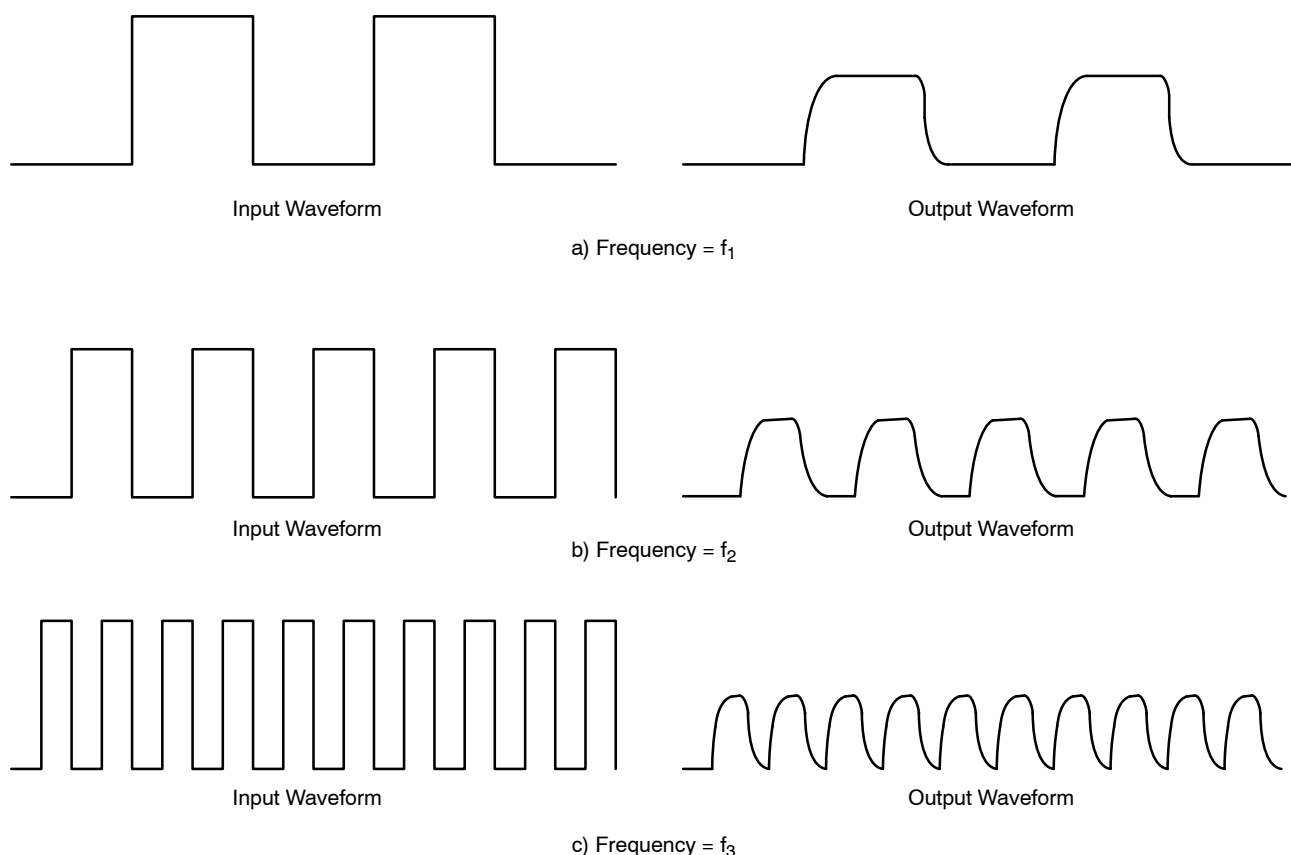 Input Waveform
Output Waveform
a) Frequency = f₁
Input Waveform
Output Waveform
b) Frequency = f₂
Input Waveform
Output Waveform
c) Frequency = f₃